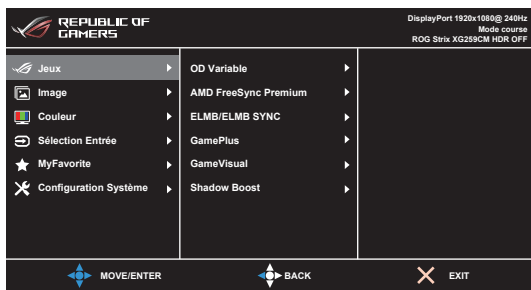 REPUBLIC OF
GAMERS
DisplayPort 1920x1080@ 240Hz
Mode course
ROG Strix XG259CM HDR OFF
Jeux
Image
Couleur
Sélection Entrée
MyFavorite
Configuration Système
OD Variable
AMD FreeSync Premium
ELMB/ELMB SYNC
GamePlus
GameVisual
Shadow Boost
MOVE/ENTER
BACK
EXIT